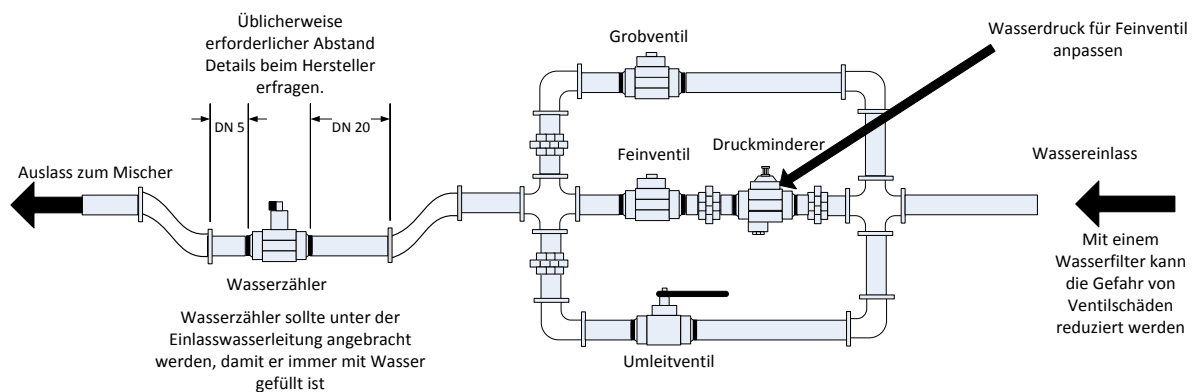 Üblicherweise
erforderlicher Abstand
Details beim Hersteller
erfragen.
DN 5
DN 20
Auslass zum Mischer
Wasserzähler
Wasserzähler sollte unter der
Einlasswasserleitung angebracht
werden, damit er immer mit Wasser
gefüllt ist
Grobventil
Feinventil
Druckminderer
Umleitventil
Wasserdruck für Feinventil
anpassen
Wassereinlass
Mit einem
Wasserfilter kann
die Gefahr von
Ventilschäden
reduziert werden